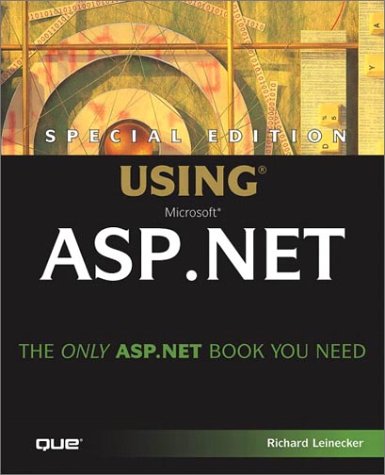 SPECIAL EDITION
USING®
Microsoft®
ASP.NET
THE ONLY ASP.NET BOOK YOU NEED
que®
Richard Leinecker